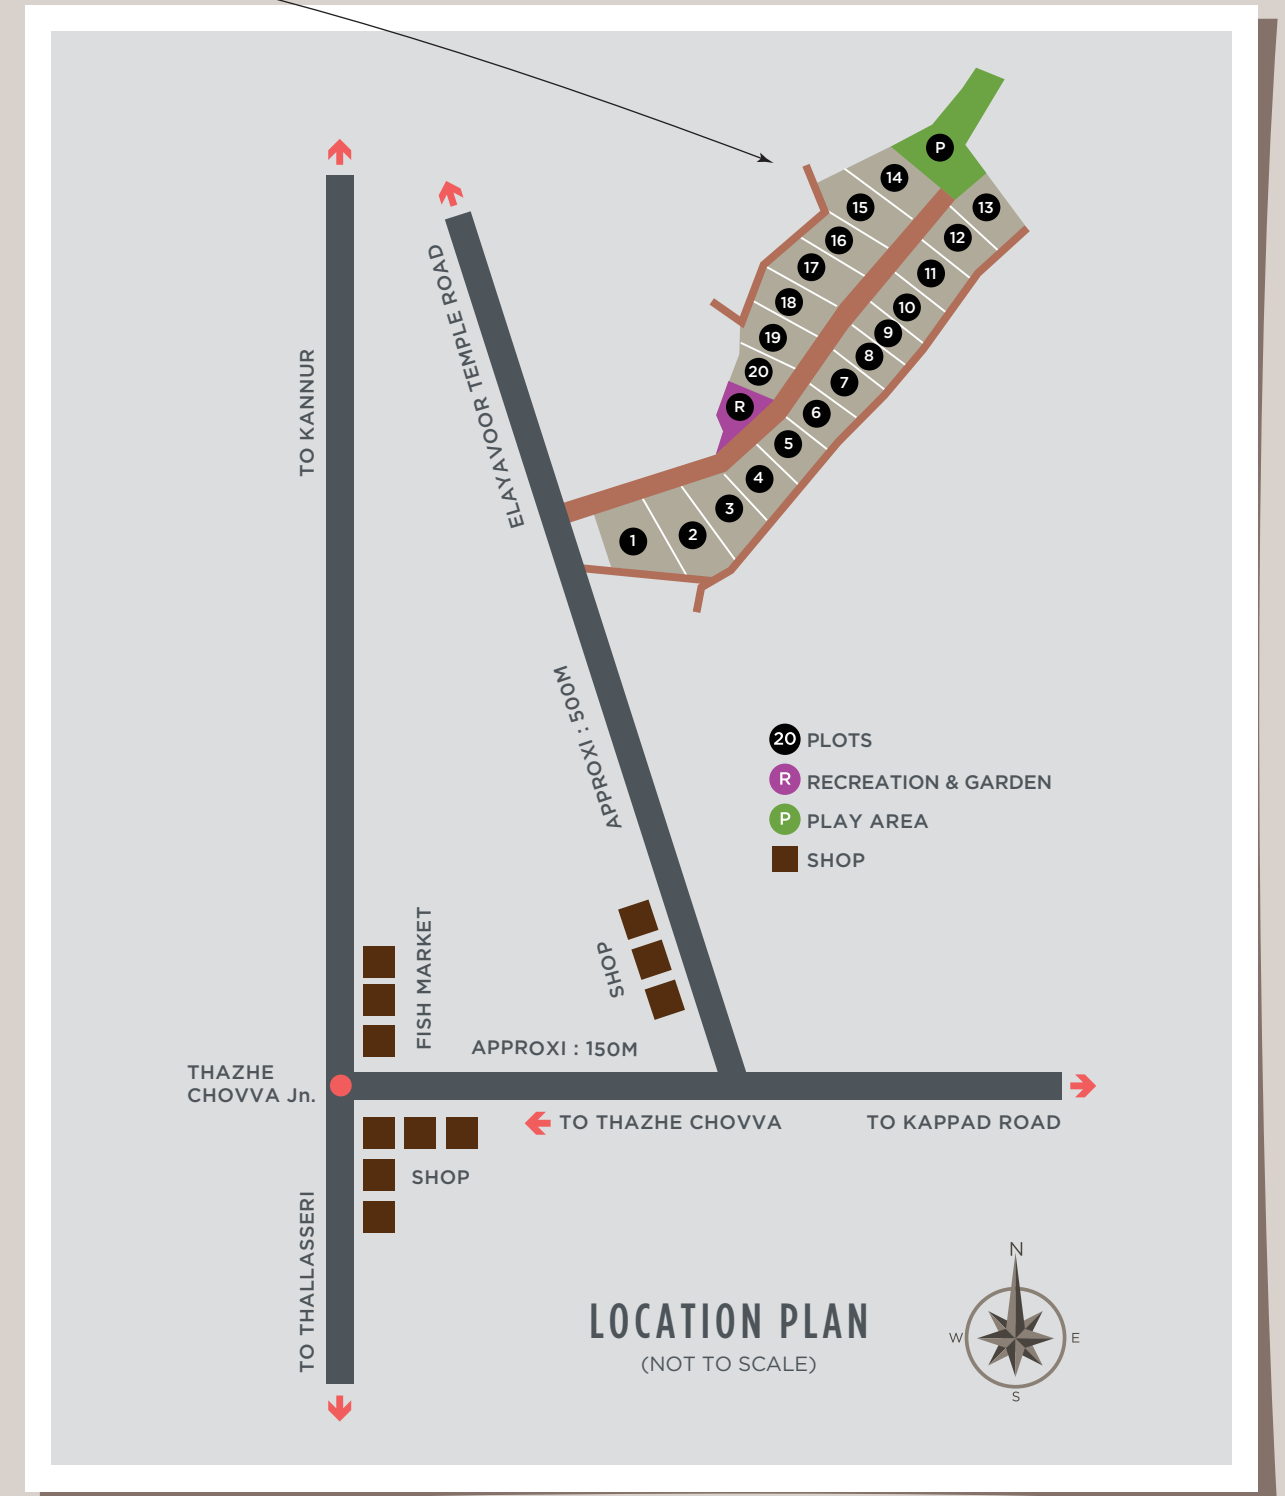 P
14
13
15
12
16
17
11
18
10
9
19
8
20
7
R
6
5
4
3
2
1
TO KANNUR
ELAYAVOOR TEMPLE ROAD
APPROXI : 500M
20 PLOTS
R RECREATION & GARDEN
P PLAY AREA
SHOP
FISH MARKET
SHOP
APPROXI : 150M
THAZHE
CHOVVA Jn.
TO THAZHE CHOVVA
TO KAPPAD ROAD
SHOP
TO THALLASSERI
LOCATION PLAN
(NOT TO SCALE)
N
W
E
S